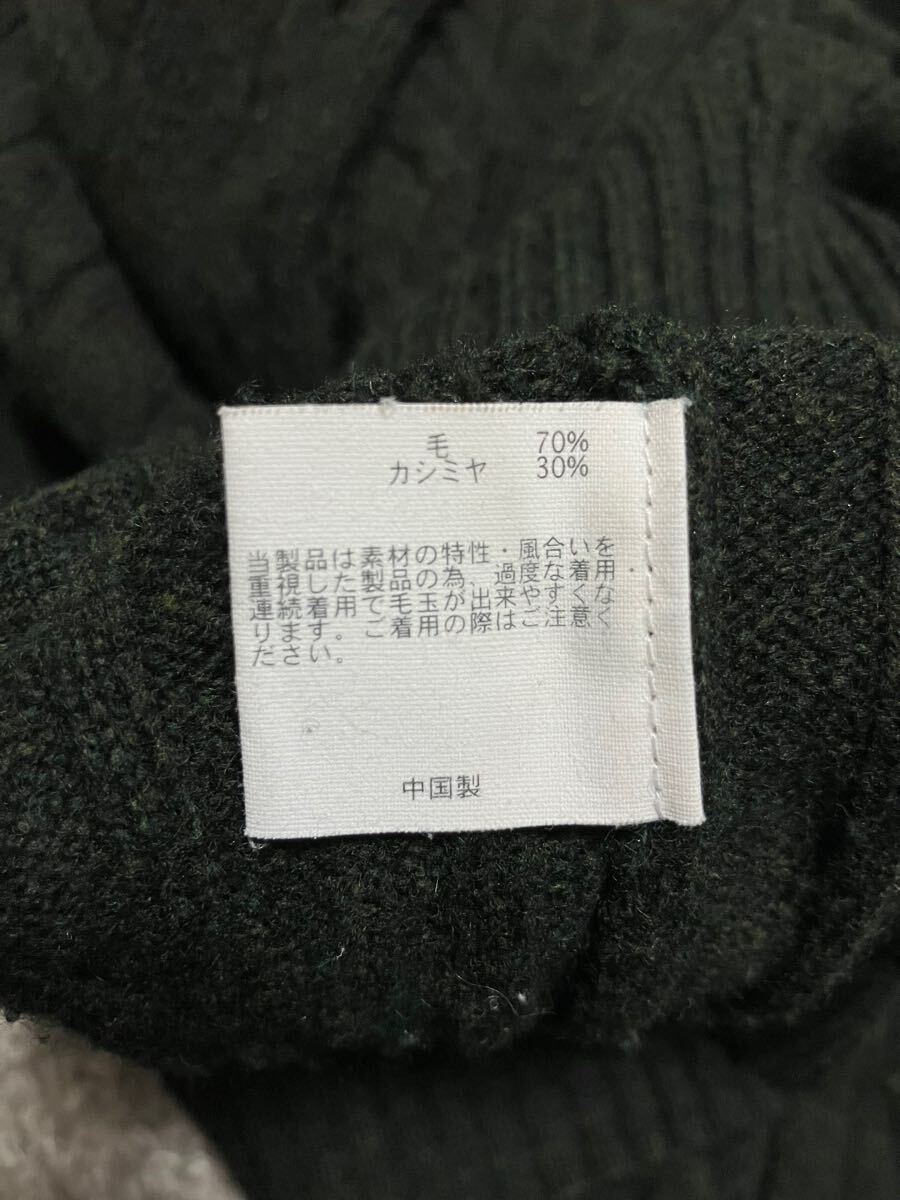 毛 70%
カシミヤ 30%
当製品は素材の特性・風合いを
重視した製品の為、過度な着用
連続着用で毛玉が出来やすくな
ります。ご着用の際はご注意く
ださい。
中国製